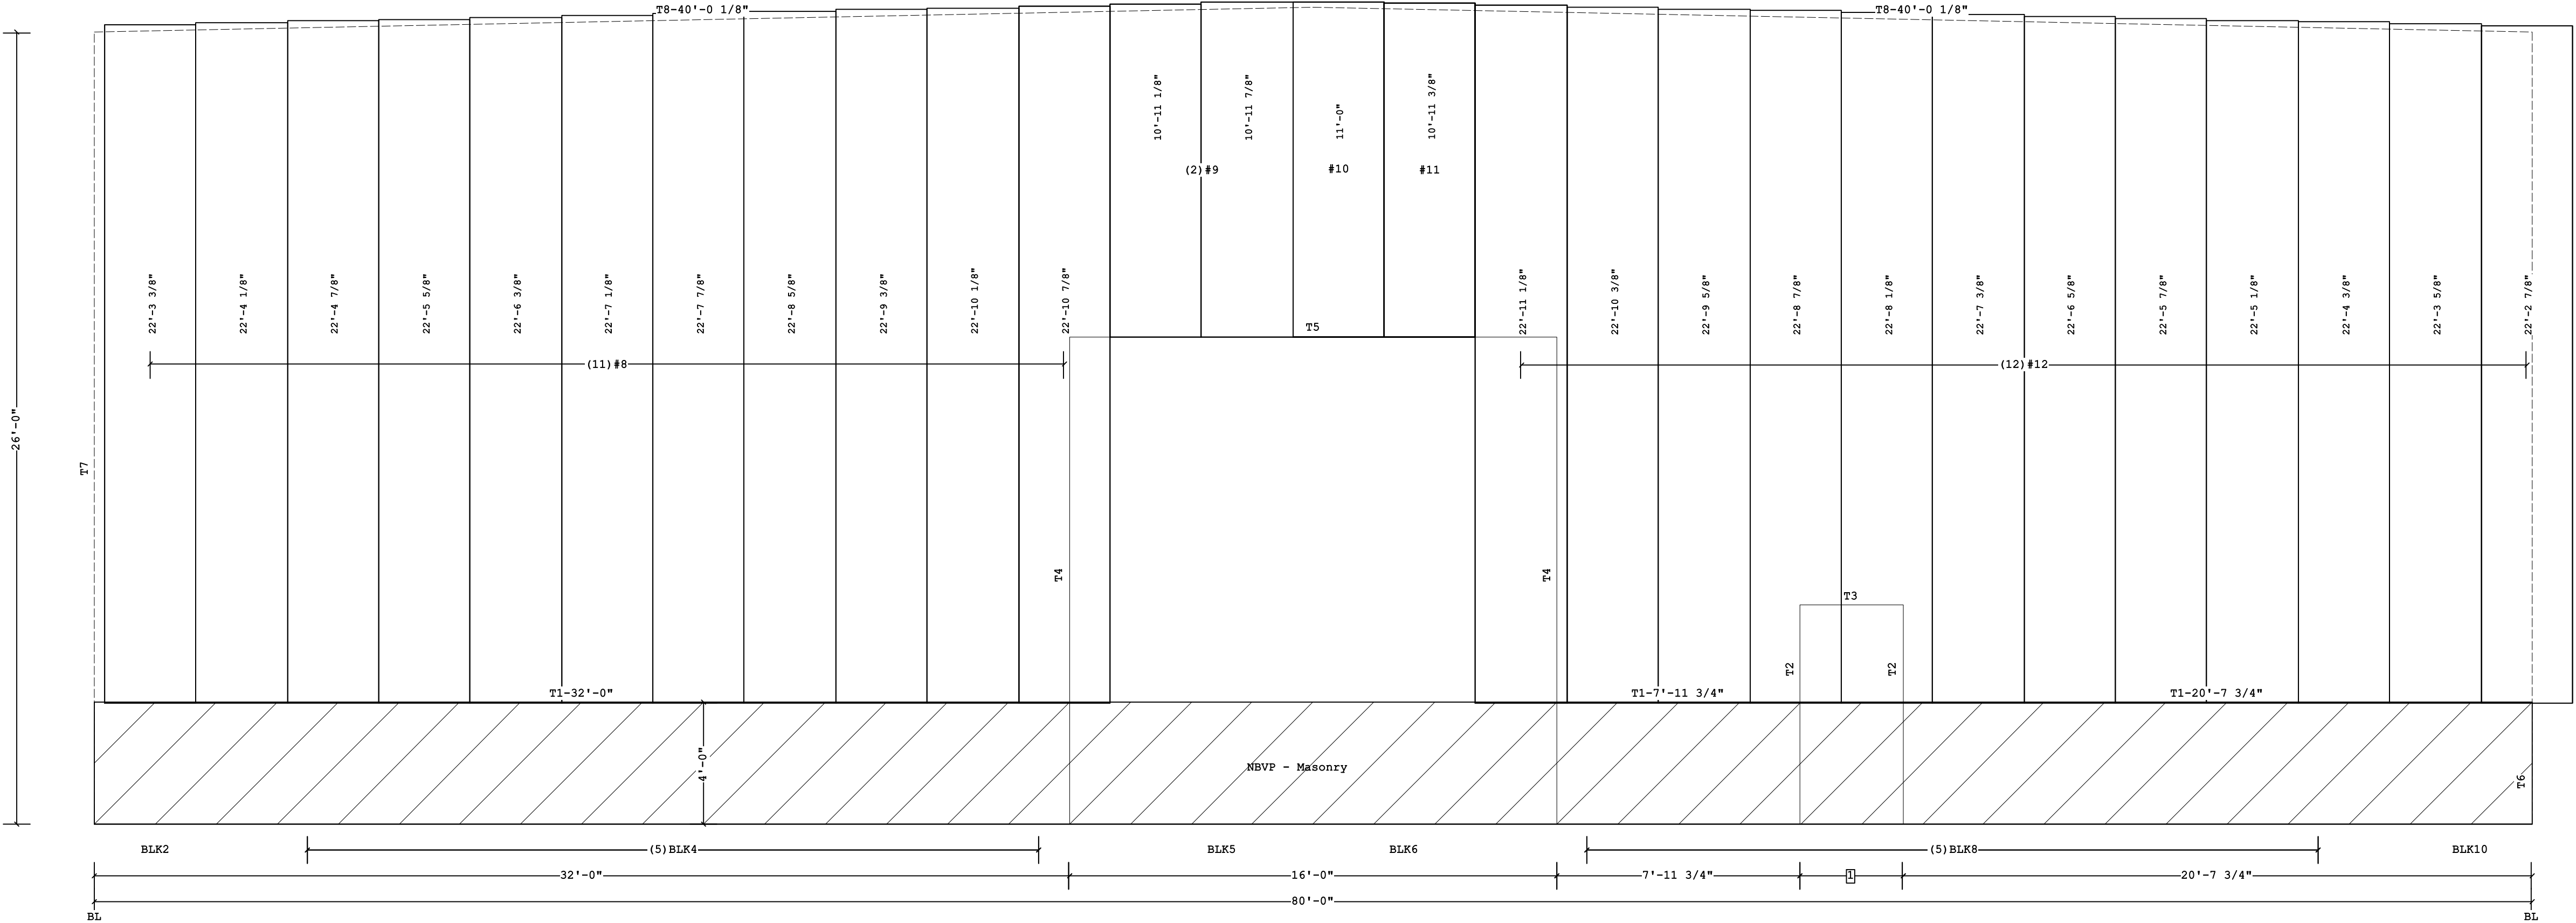 T8-40'-0 1/8"
T8-40'-0 1/8"
10'-11 1/8"
10'-11 7/8"
11'-0"
10'-11 3/8"
(2)#9
#10
#11
22'-3 3/8"
22'-4 1/8"
22'-4 7/8"
22'-5 5/8"
22'-6 3/8"
22'-7 1/8"
22'-7 7/8"
22'-8 5/8"
22'-9 3/8"
22'-10 1/8"
22'-10 7/8"
22'-11 1/8"
22'-10 3/8"
22'-9 5/8"
22'-8 7/8"
22'-8 1/8"
22'-7 3/8"
22'-6 5/8"
22'-5 7/8"
22'-5 1/8"
22'-4 3/8"
22'-3 5/8"
22'-2 7/8"
T5
(11)#8
(12)#12
26'-0"
T7
T4
T4
T3
T2
T2
T1-32'-0"
T1-7'-11 3/4"
T1-20'-7 3/4"
4'-0"
NBVP - Masonry
T6
BLK2
(5)BLK4
BLK5
BLK6
(5)BLK8
BLK10
32'-0"
16'-0"
7'-11 3/4"
1
20'-7 3/4"
80'-0"
BL
BL